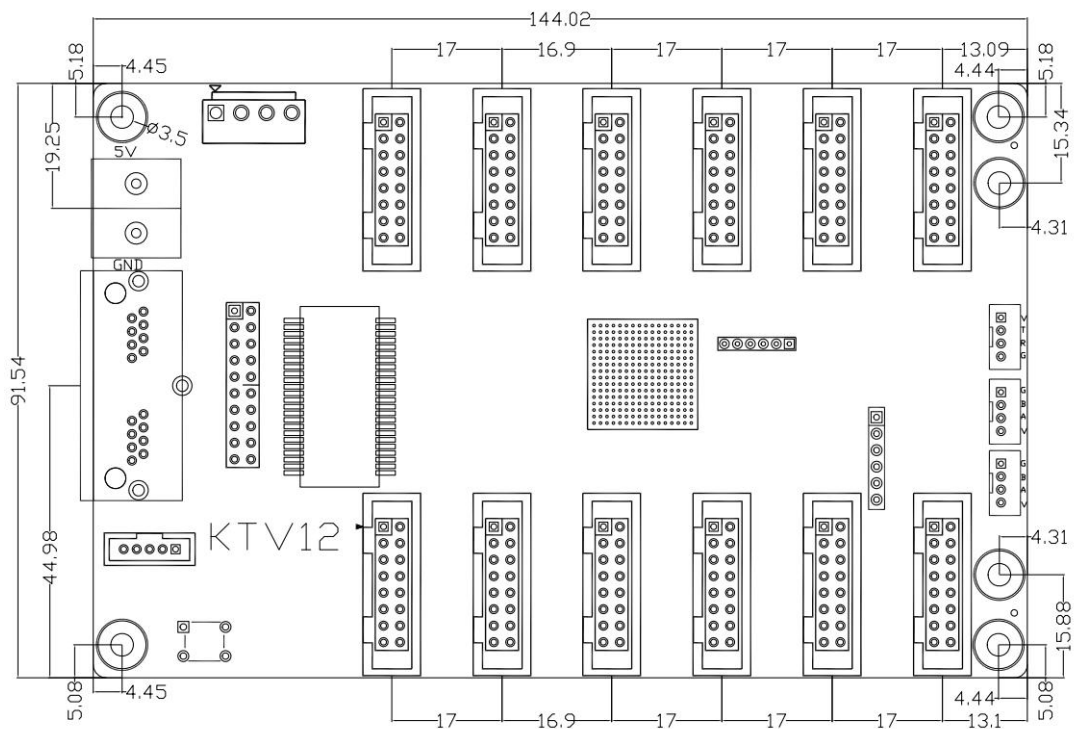 144.02
17 16.9 17 17 17 13.09
5.18 4.45 4.44 5.18
Ø3.5
19.25
5V
15.34
4.31
GND
V
T
R
G
91.54
G
B
A
V
G
B
A
V
KTV12
44.98
4.31
15.88
5.08 4.45 4.44 5.08
17 16.9 17 17 17 13.1